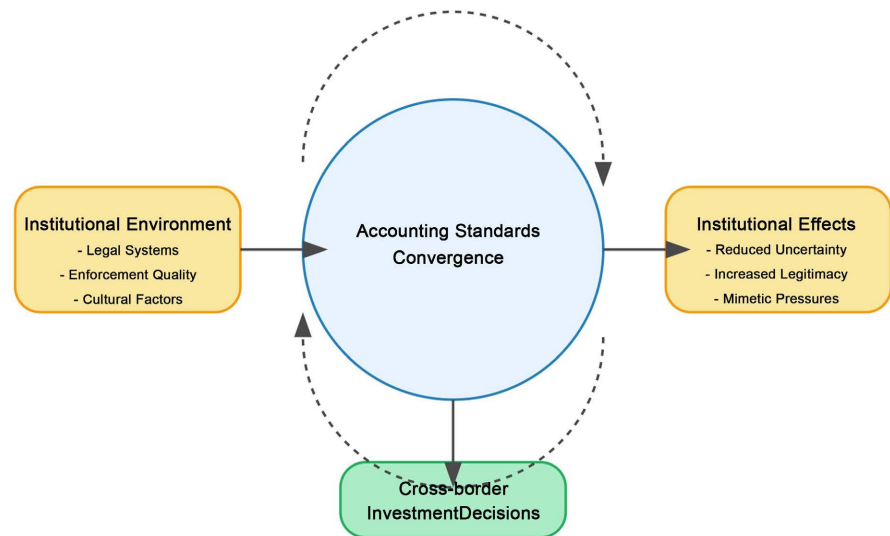 Institutional Environment
- Legal Systems
- Enforcement Quality
- Cultural Factors
Accounting Standards
Convergence
Institutional Effects
- Reduced Uncertainty
- Increased Legitimacy
- Mimetic Pressures
Cross-border
InvestmentDecisions